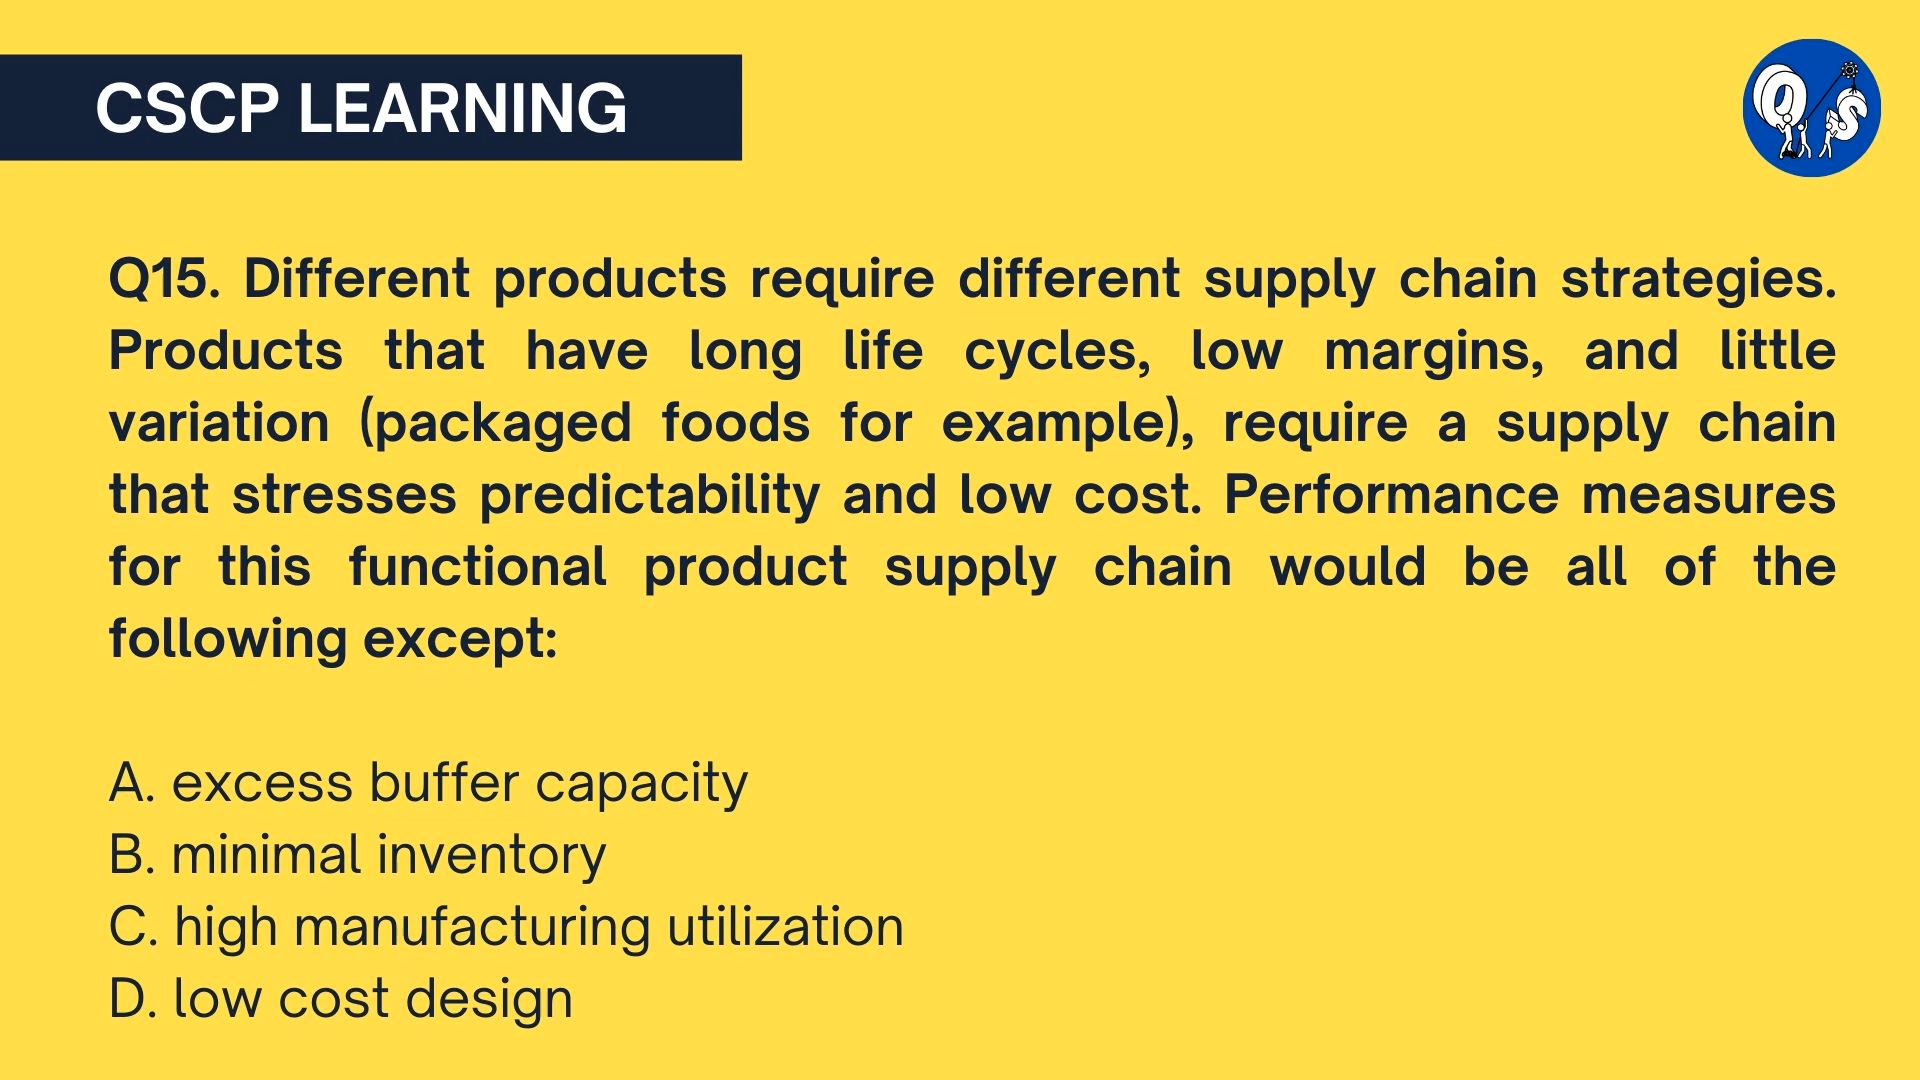 CSCP LEARNING
Q S
Q15. Different products require different supply chain strategies.
Products that have long life cycles, low margins, and little
variation (packaged foods for example), require a supply chain
that stresses predictability and low cost. Performance measures
for this functional product supply chain would be all of the
following except:
A. excess buffer capacity
B. minimal inventory
C. high manufacturing utilization
D. low cost design